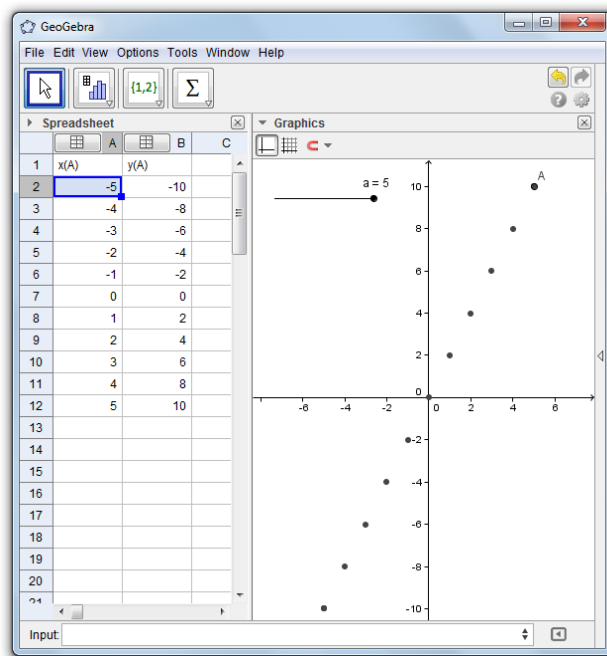 GeoGebra
File Edit View Options Tools Window Help
{1,2} Σ
Spreadsheet
A B C
1 x(A) y(A)
2 -5 -10
3 -4 -8
4 -3 -6
5 -2 -4
6 -1 -2
7 0 0
8 1 2
9 2 4
10 3 6
11 4 8
12 5 10
13
14
15
16
17
18
19
20
21
Graphics
a = 5
A
10
8
6
4
2
0
-2
-4
-6
-8
-10
-6 -4 -2 0 2 4 6
Input: